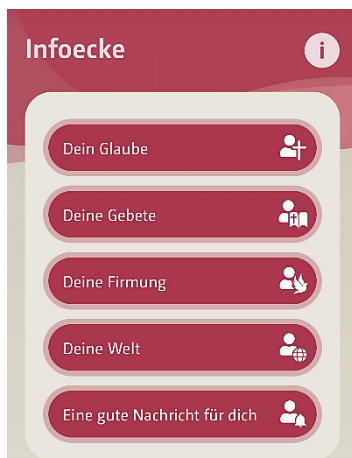 Infoecke
i
Dein Glaube
Deine Gebete
Deine Firmung
Deine Welt
Eine gute Nachricht für dich